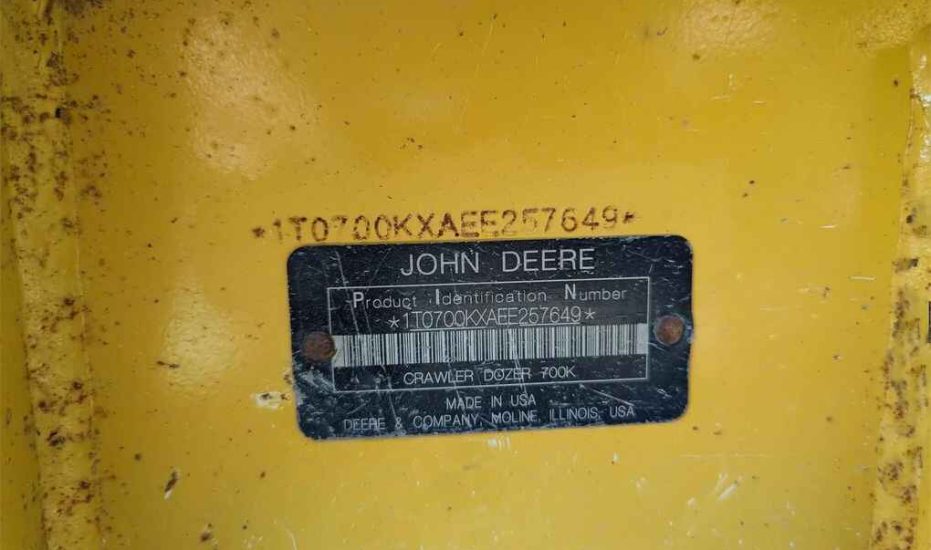 *1T0700KXAEE257649*
JOHN DEERE
Product Identification Number
*1T0700KXAEE257649*
CRAWLER DOZER 700K
MADE IN USA
DEERE & COMPANY, MOLINE, ILLINOIS, USA